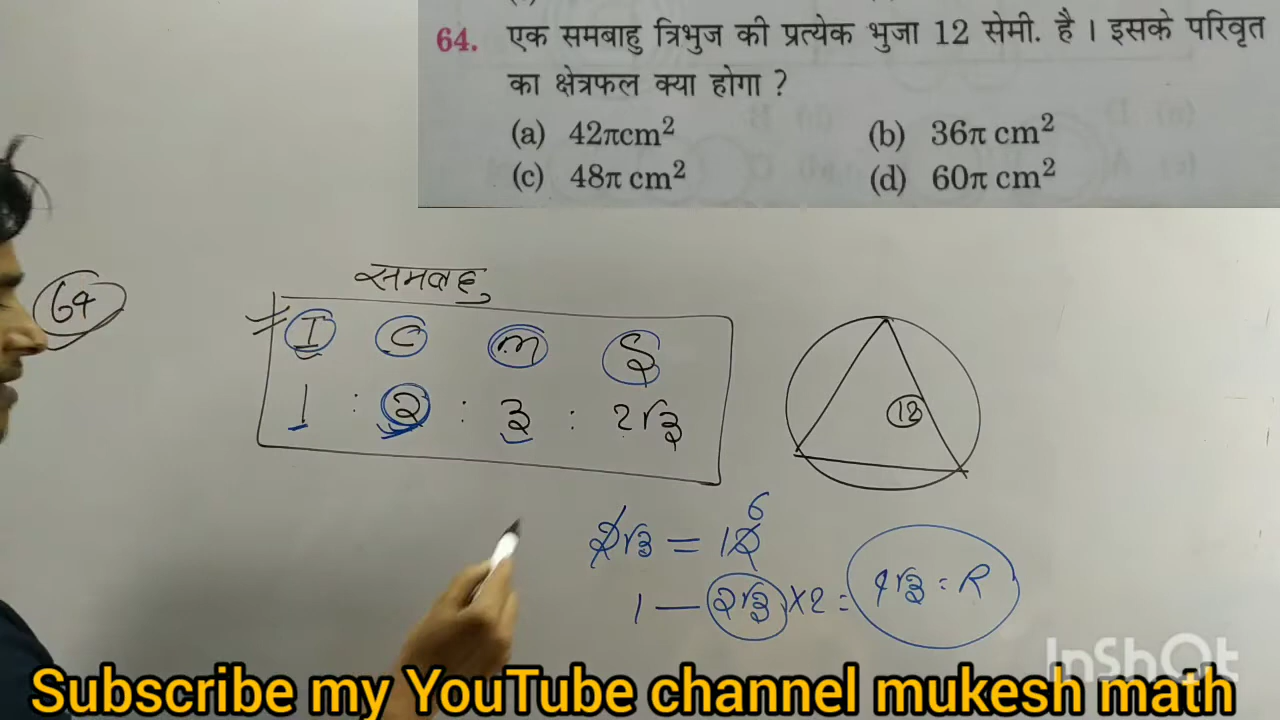 64. एक समबाहु त्रिभुज की प्रत्येक भुजा 12 सेमी. है । इसके परिवृत
का क्षेत्रफल क्या होगा ?
(a) 42πcm² (b) 36π cm²
(c) 48π cm² (d) 60π cm²
64
समबाहु
I C m S
1 : 2 : 3 : 2√3
12
2√3 = 12 6
1 — 2√3 × 2 = 4√3 = R
InShOt
Subscribe my YouTube channel mukesh math